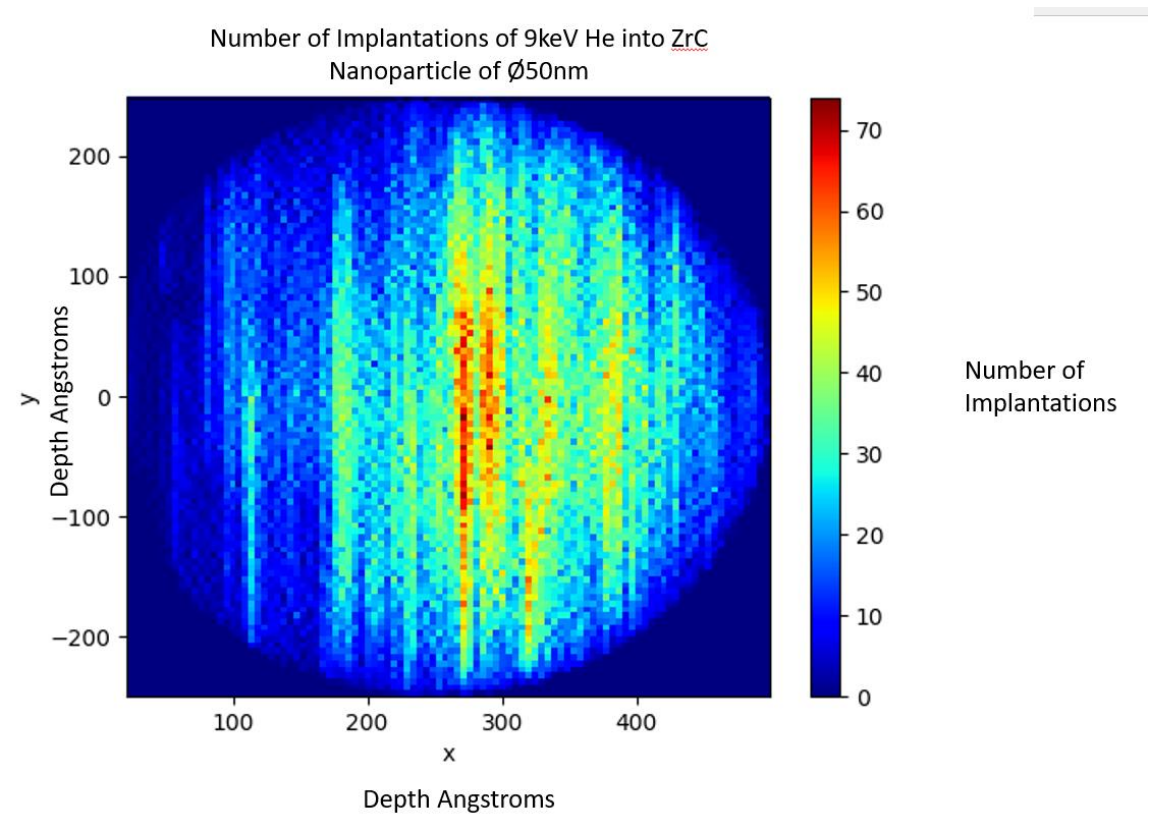 Number of Implantations of 9keV He into ZrC
Nanoparticle of Ø50nm
200
100
0
−100
−200
y
Depth Angstroms
100
200
300
400
x
Depth Angstroms
70
60
50
40
30
20
10
0
Number of
Implantations